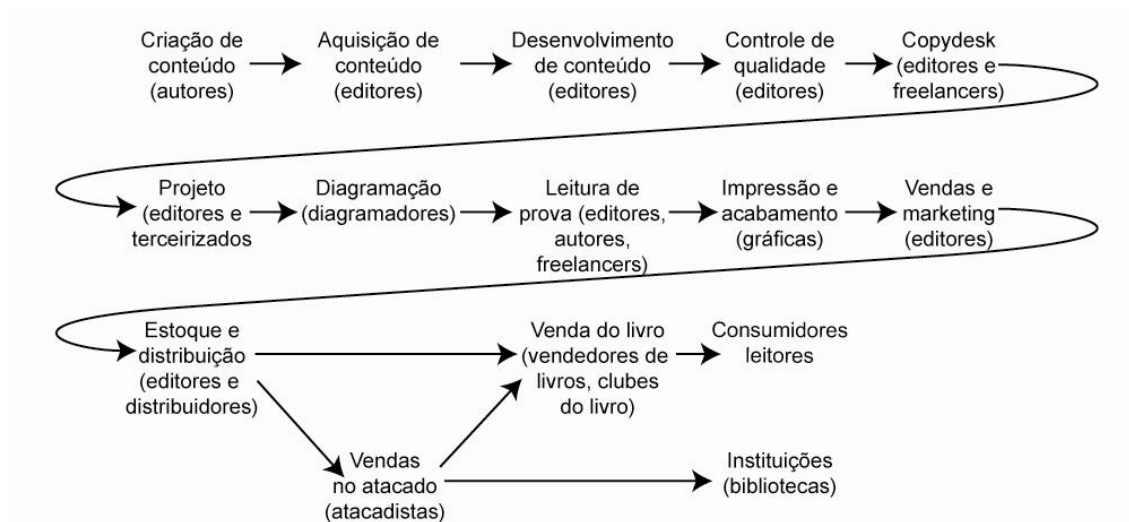 Criação de
conteúdo
(autores)
Aquisição de
conteúdo
(editores)
Desenvolvimento
de conteúdo
(editores)
Controle de
qualidade
(editores)
Copydesk
(editores e
freelancers)
Projeto
(editores e
terceirizados
Diagramação
(diagramadores)
Leitura de
prova (editores,
autores,
freelancers)
Impressão e
acabamento
(gráficas)
Vendas e
marketing
(editores)
Estoque e
distribuição
(editores e
distribuidores)
Venda do livro
(vendedores de
livros, clubes
do livro)
Consumidores
leitores
Vendas
no atacado
(atacadistas)
Instituições
(bibliotecas)